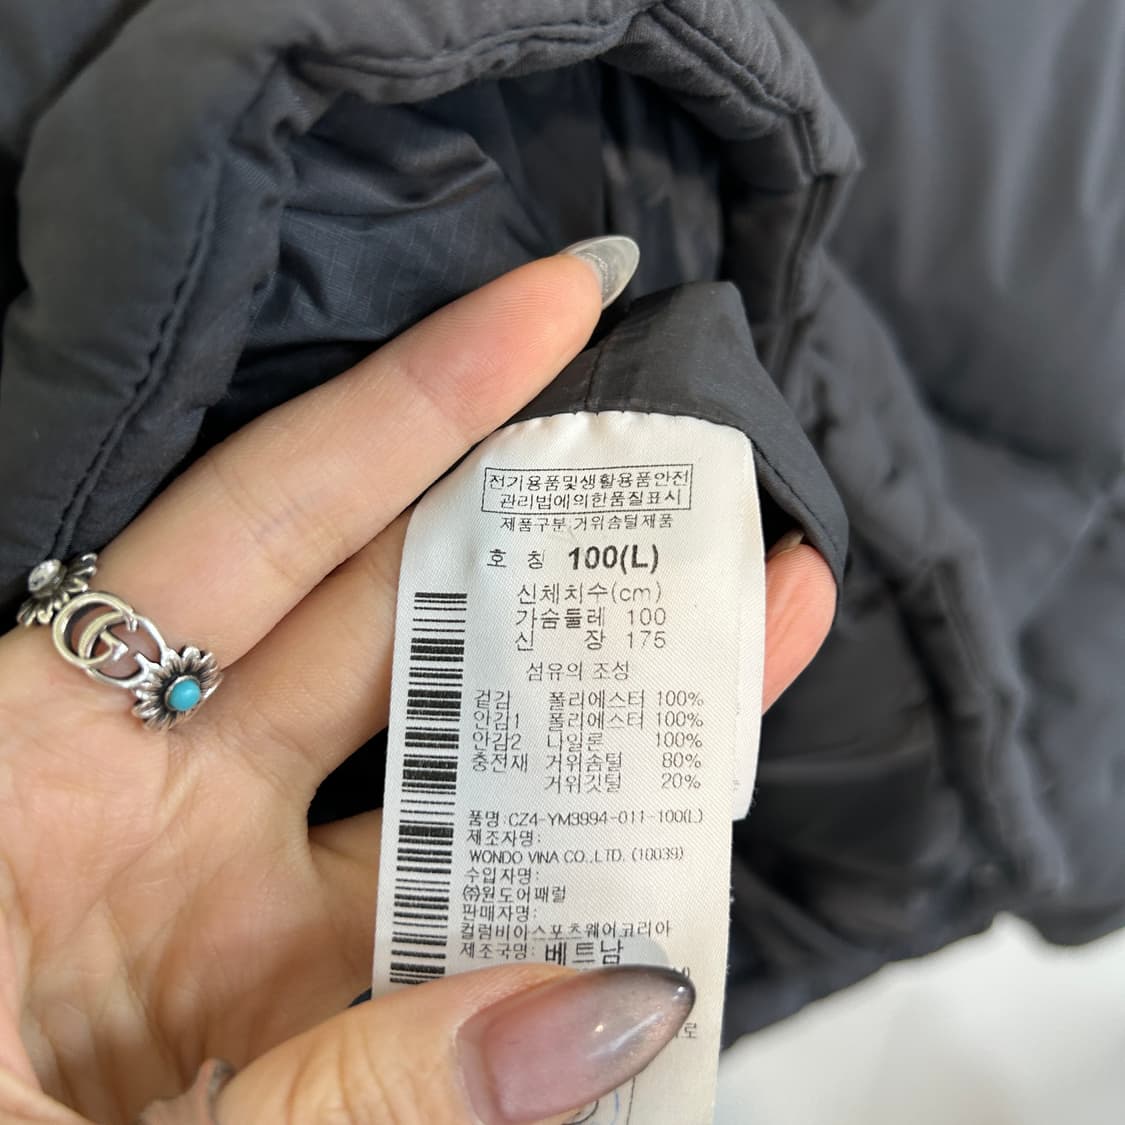 전기용품및생활용품안전
관리법에의한품질표시
제품구분:거위솜털제품
호 칭 100(L)
신체치수(cm)
가슴둘레 100
신 장 175
섬유의 조성
겉감 폴리에스터 100%
안감1 폴리에스터 100%
안감2 나일론 100%
충전재 거위솜털 80%
거위깃털 20%
품명:CZ4-YM3994-011-100(L)
제조자명:
WONDO VINA CO.,LTD. (10039)
수입자명:
㈜원도어패럴
판매자명:
컬럼비아스포츠웨어코리아
제조국명: 베트남
로